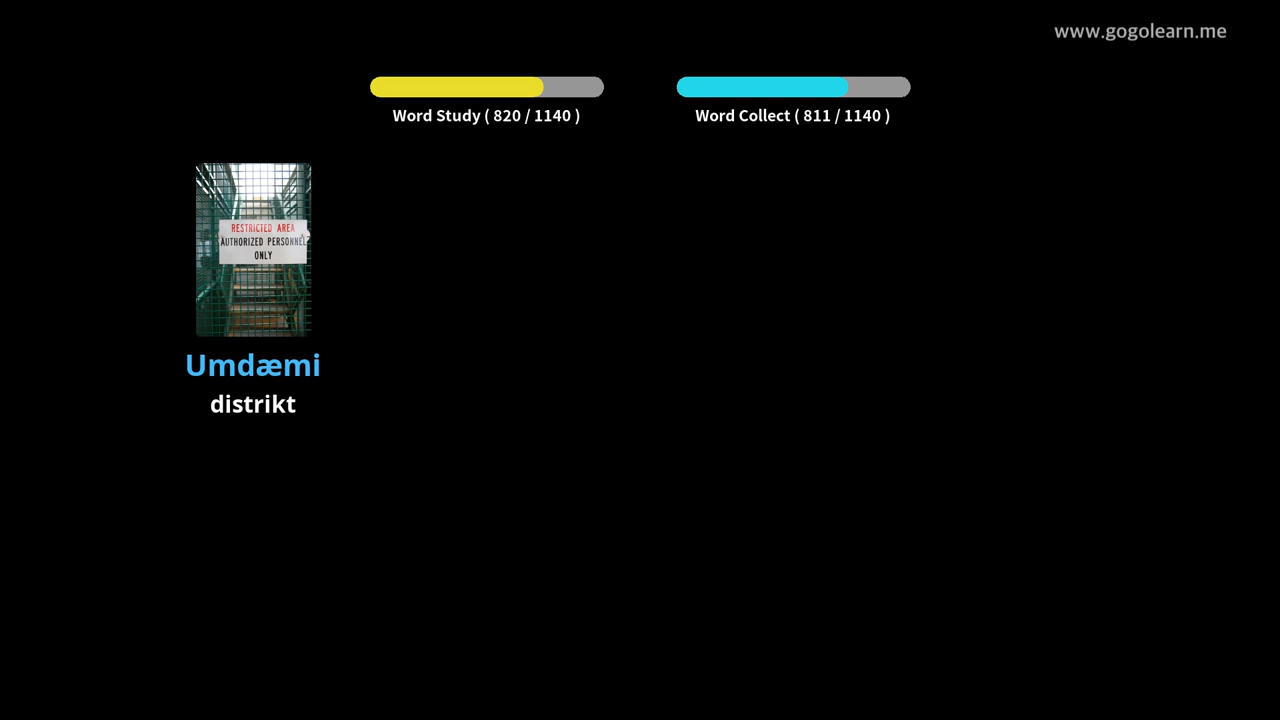 www.gogolearn.me
Word Study ( 820 / 1140 )
Word Collect ( 811 / 1140 )
RESTRICTED AREA
AUTHORIZED PERSONNEL
ONLY
Umdæmi
distrikt